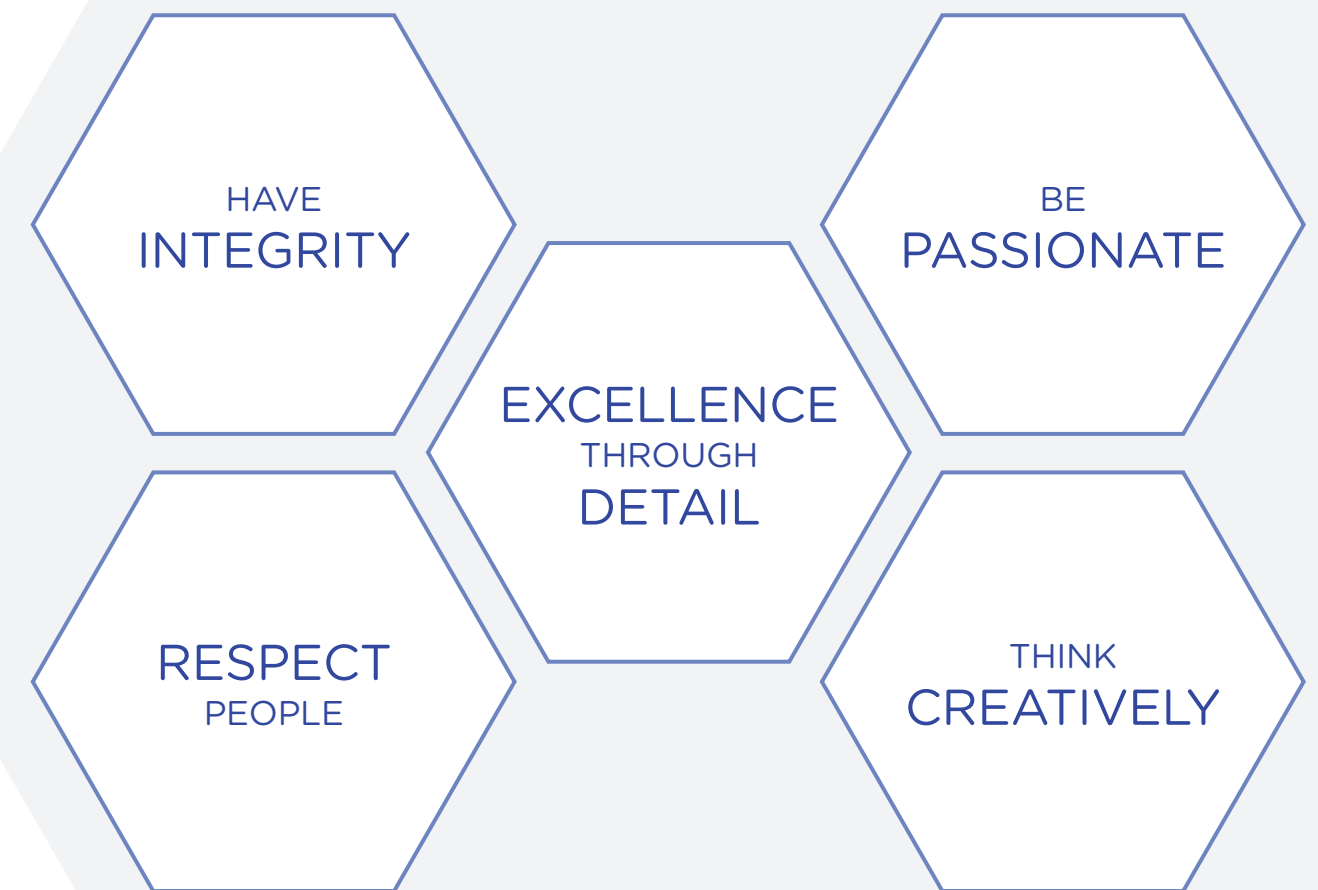 HAVE
INTEGRITY
BE
PASSIONATE
EXCELLENCE
THROUGH
DETAIL
RESPECT
PEOPLE
THINK
CREATIVELY